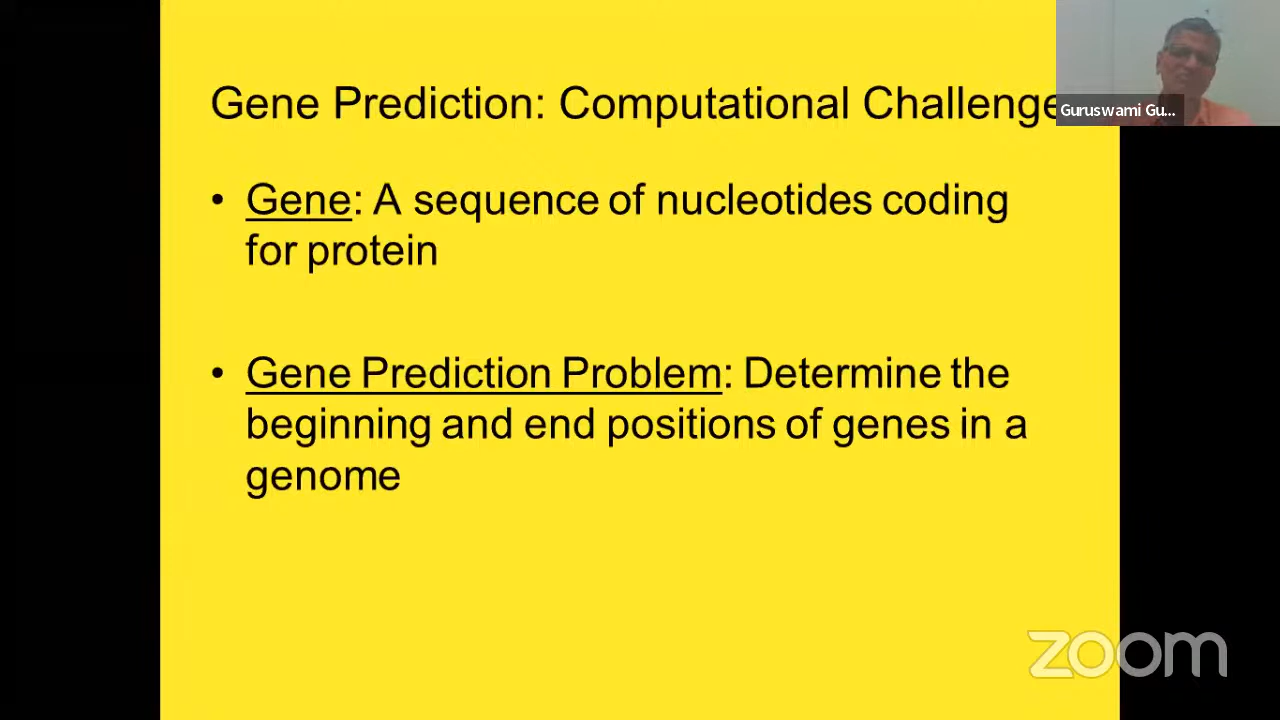 Gene Prediction: Computational Challenge
Guruswami Gu...
• Gene: A sequence of nucleotides coding
for protein
• Gene Prediction Problem: Determine the
beginning and end positions of genes in a
genome
zoom